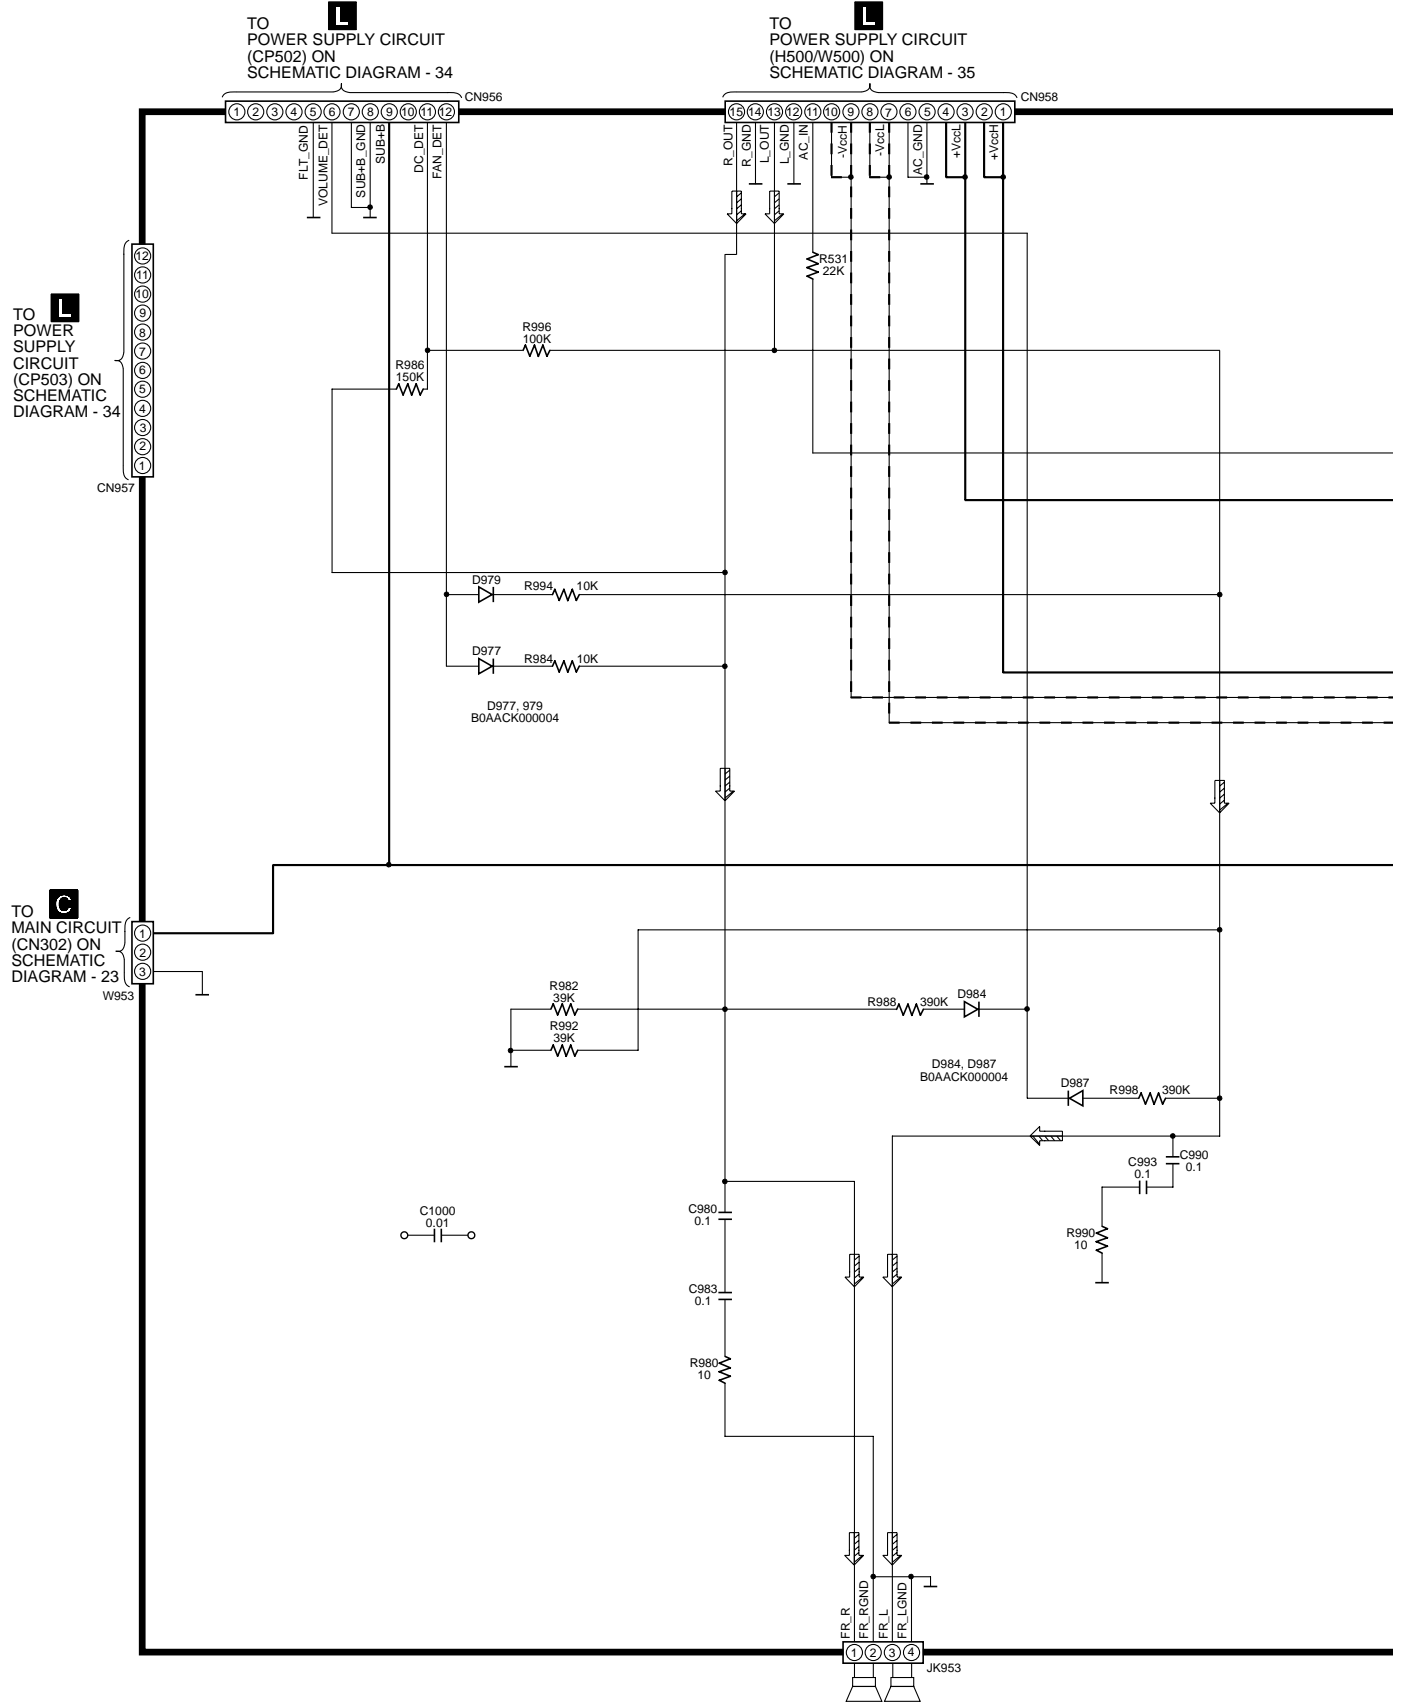 L
TO
POWER SUPPLY CIRCUIT
(CP502) ON
SCHEMATIC DIAGRAM - 34
CN956
1 2 3 4 5 6 7 8 9 10 11 12
FLT_GND
VOLUME_DET
SUB+B_GND
SUB+B
DC_DET
FAN_DET
L
TO
POWER SUPPLY CIRCUIT
(H500/W500) ON
SCHEMATIC DIAGRAM - 35
CN958
15 14 13 12 11 10 9 8 7 6 5 4 3 2 1
R_OUT
R_GND
L_OUT
L_GND
AC_IN
-VccH
-VccL
AC_GND
+VccL
+VccH
12
11
10
9
8
7
6
5
4
3
2
1
TO L
POWER
SUPPLY
CIRCUIT
(CP503) ON
SCHEMATIC
DIAGRAM - 34
CN957
R531
22K
R996
100K
R986
150K
D979
R994 10K
D977
R984 10K
D977, 979
B0AACK000004
TO C
MAIN CIRCUIT
(CN302) ON
SCHEMATIC
DIAGRAM - 23
1
2
3
W953
R982
39K
R992
39K
R988 390K
D984
D984, D987
B0AACK000004
D987
R998 390K
C990
0.1
C993
0.1
R990
10
C1000
0.01
C980
0.1
C983
0.1
R980
10
FR_R
FR_RGND
FR_L
FR_LGND
1 2 3 4
JK953